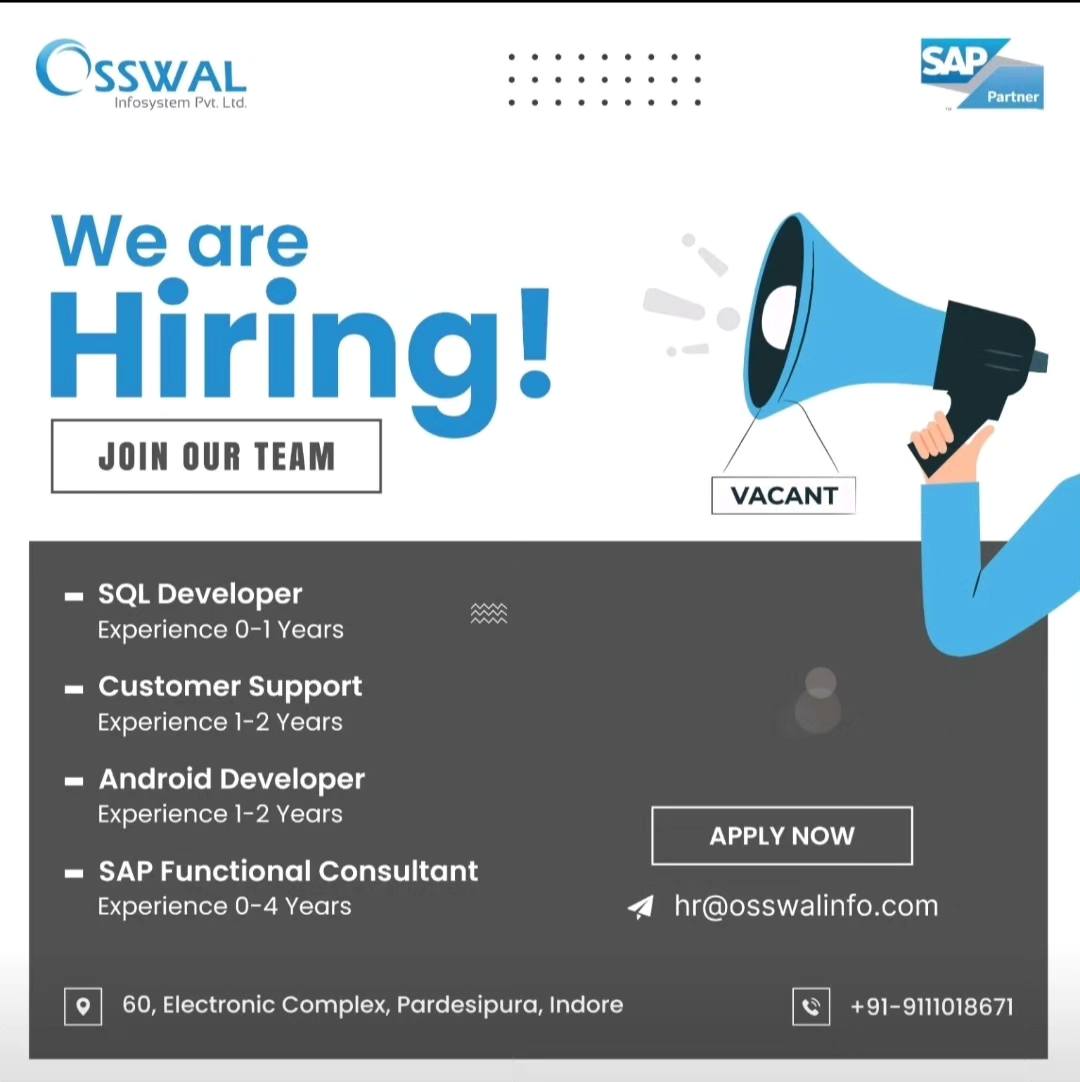 OSSWAL
Infosystem Pvt. Ltd.
SAP
Partner
We are
Hiring!
JOIN OUR TEAM
VACANT
SQL Developer
Experience 0-1 Years
Customer Support
Experience 1-2 Years
Android Developer
Experience 1-2 Years
SAP Functional Consultant
Experience 0-4 Years
APPLY NOW
hr@osswalinfo.com
60, Electronic Complex, Pardesipura, Indore
+91-9111018671